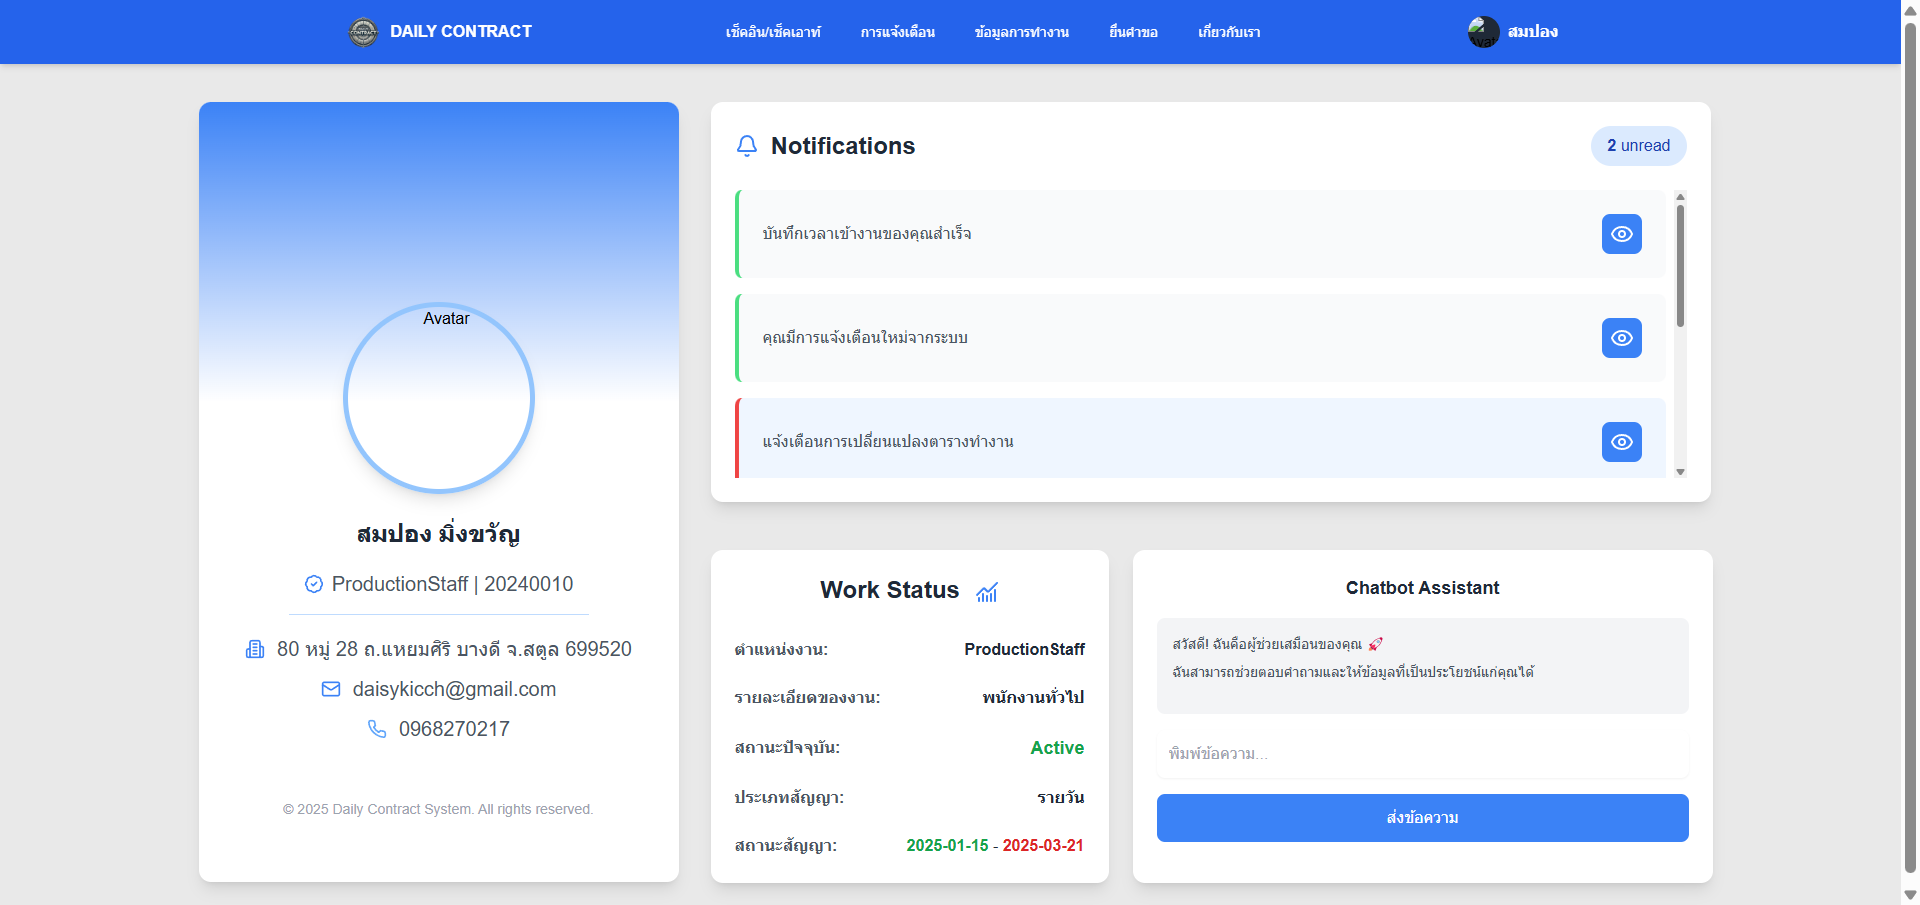 DAILY CONTRACT
เช็คอิน/เช็คเอาท์
การแจ้งเตือน
ข้อมูลการทำงาน
ยื่นคำขอ
เกี่ยวกับเรา
สมปอง
Avatar
สมปอง มิ่งขวัญ
ProductionStaff | 20240010
80 หมู่ 28 ถ.แหยมศิริ บางดี จ.สตูล 699520
daisykicch@gmail.com
0968270217
© 2025 Daily Contract System. All rights reserved.
Notifications
2 unread
บันทึกเวลาเข้างานของคุณสำเร็จ
คุณมีการแจ้งเตือนใหม่จากระบบ
แจ้งเตือนการเปลี่ยนแปลงตารางทำงาน
Work Status
ตำแหน่งงาน: ProductionStaff
รายละเอียดของงาน: พนักงานทั่วไป
สถานะปัจจุบัน: Active
ประเภทสัญญา: รายวัน
สถานะสัญญา: 2025-01-15 - 2025-03-21
Chatbot Assistant
สวัสดี! ฉันคือผู้ช่วยเสมือนของคุณ 🚀
ฉันสามารถช่วยตอบคำถามและให้ข้อมูลที่เป็นประโยชน์แก่คุณได้
พิมพ์ข้อความ...
ส่งข้อความ